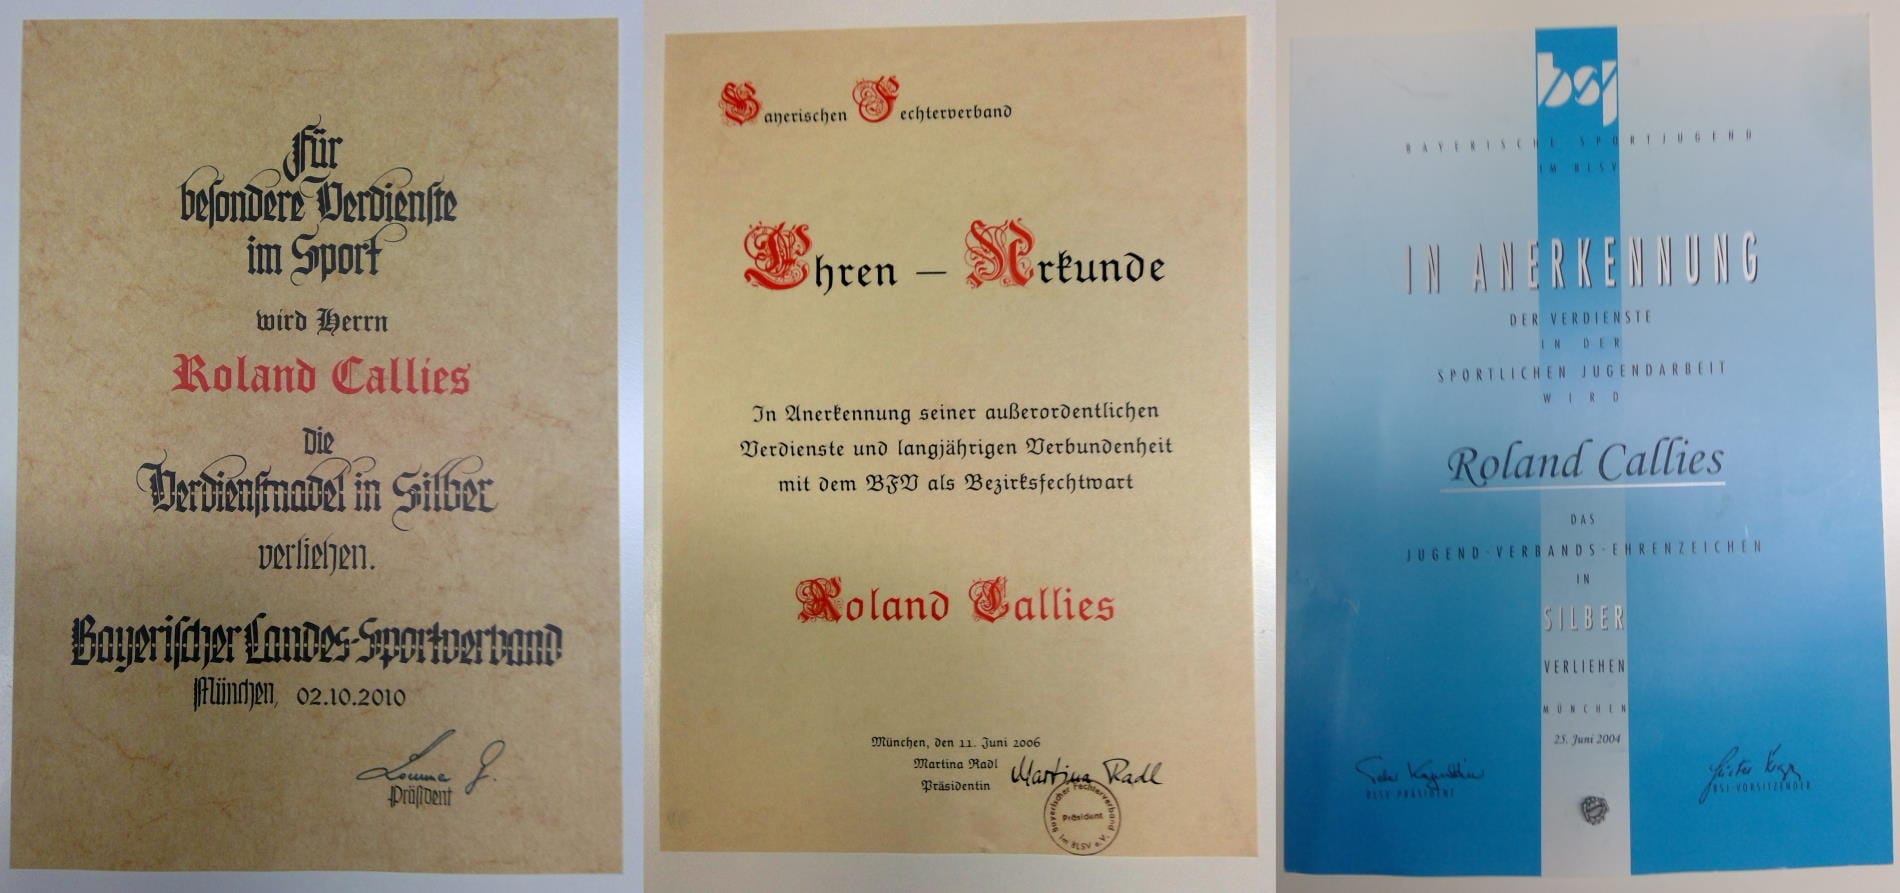 Für
besondere Verdienste
im Sport
wird Herrn
Roland Callies
die
Verdienstnadel in Silber
verliehen.
Bayerischer Landes-Sportverband
München, 02.10.2010
Präsident
Bayerischen Fechterverband
Ehren – Urkunde
In Anerkennung seiner außerordentlichen
Verdienste und langjährigen Verbundenheit
mit dem BFV als Bezirksfechtwart
Roland Callies
München, den 11. Juni 2006
Martina Radl
Präsidentin
Martina Radl
Bayerischer Fechterverband
Präsident
im BLSV e.V.
bsj
BAYERISCHE SPORTJUGEND
IM BLSV
IN ANERKENNUNG
DER VERDIENSTE
IN DER
SPORTLICHEN JUGENDARBEIT
WIRD
Roland Callies
DAS
JUGEND-VERBANDS-EHRENZEICHEN
IN
SILBER
VERLIEHEN
MÜNCHEN
25. Juni 2004
BLSV-PRÄSIDENT
BSJ-VORSITZENDER